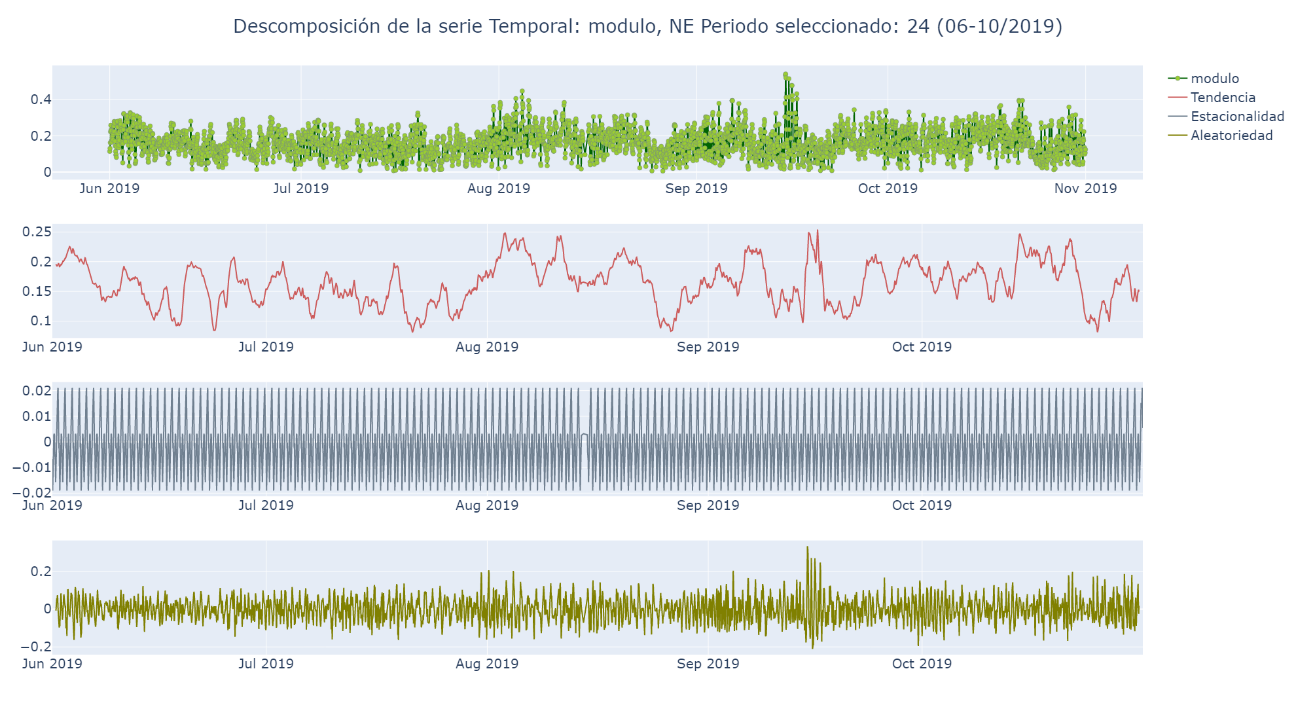 Descomposición de la serie Temporal: modulo, NE Periodo seleccionado: 24 (06-10/2019)
modulo
Tendencia
Estacionalidad
Aleatoriedad
0.4
0.2
0
Jun 2019 Jul 2019 Aug 2019 Sep 2019 Oct 2019 Nov 2019
0.25
0.2
0.15
0.1
Jun 2019 Jul 2019 Aug 2019 Sep 2019 Oct 2019
0.02
0.01
0
−0.01
−0.02
Jun 2019 Jul 2019 Aug 2019 Sep 2019 Oct 2019
0.2
0
−0.2
Jun 2019 Jul 2019 Aug 2019 Sep 2019 Oct 2019